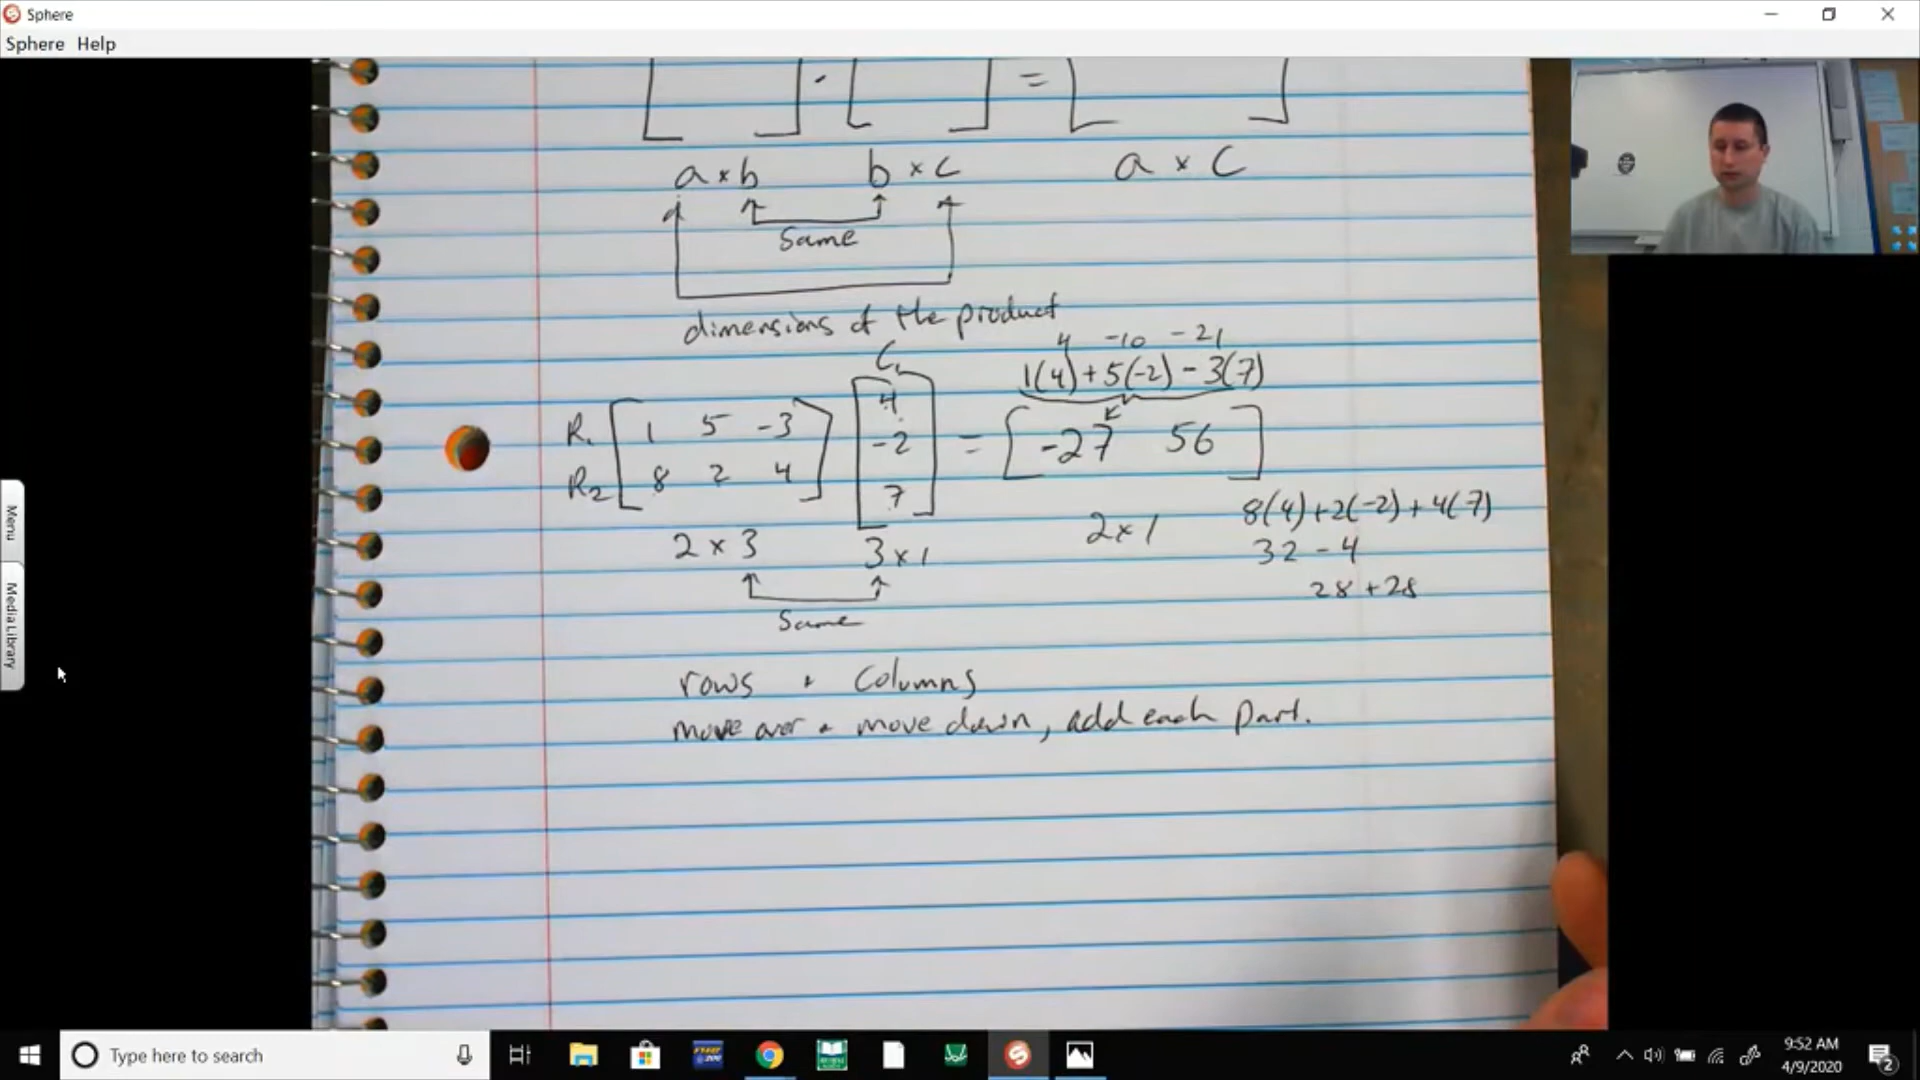 Sphere
Sphere Help
[ ] · [ ] = [ ]
a × b b × c a × c
Same
dimensions of the product
4 -10 -21
C₁ 1(4) + 5(-2) - 3(7)
R₁ [ 1 5 -3 ] [ 4 ]
-2 = [ -27 56 ]
R₂ 8 2 4
7
8(4)+2(-2)+4(7)
2 × 3 3 × 1 2 × 1
32 - 4
28 + 28
Same
rows · columns
move over · move down, add each part.
Menu
Media Library
Type here to search
9:52 AM
4/9/2020
2